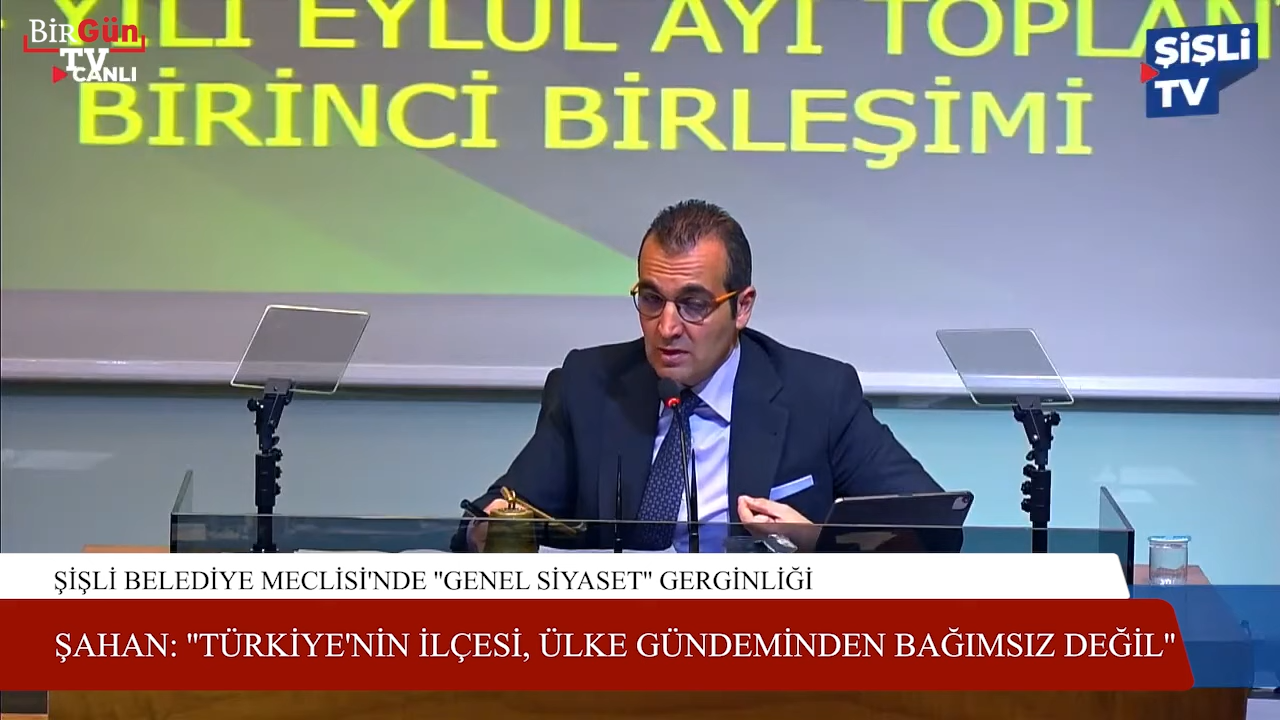 BirGün
TV
CANLI
YILI EYLÜL AYI TOPLAN
BİRİNCİ BİRLEŞİMİ
ŞİŞLİ
TV
ŞİŞLİ BELEDİYE MECLİSİ'NDE "GENEL SİYASET" GERGİNLİĞİ
ŞAHAN: "TÜRKİYE'NİN İLÇESİ, ÜLKE GÜNDEMİNDEN BAĞIMSIZ DEĞİL"